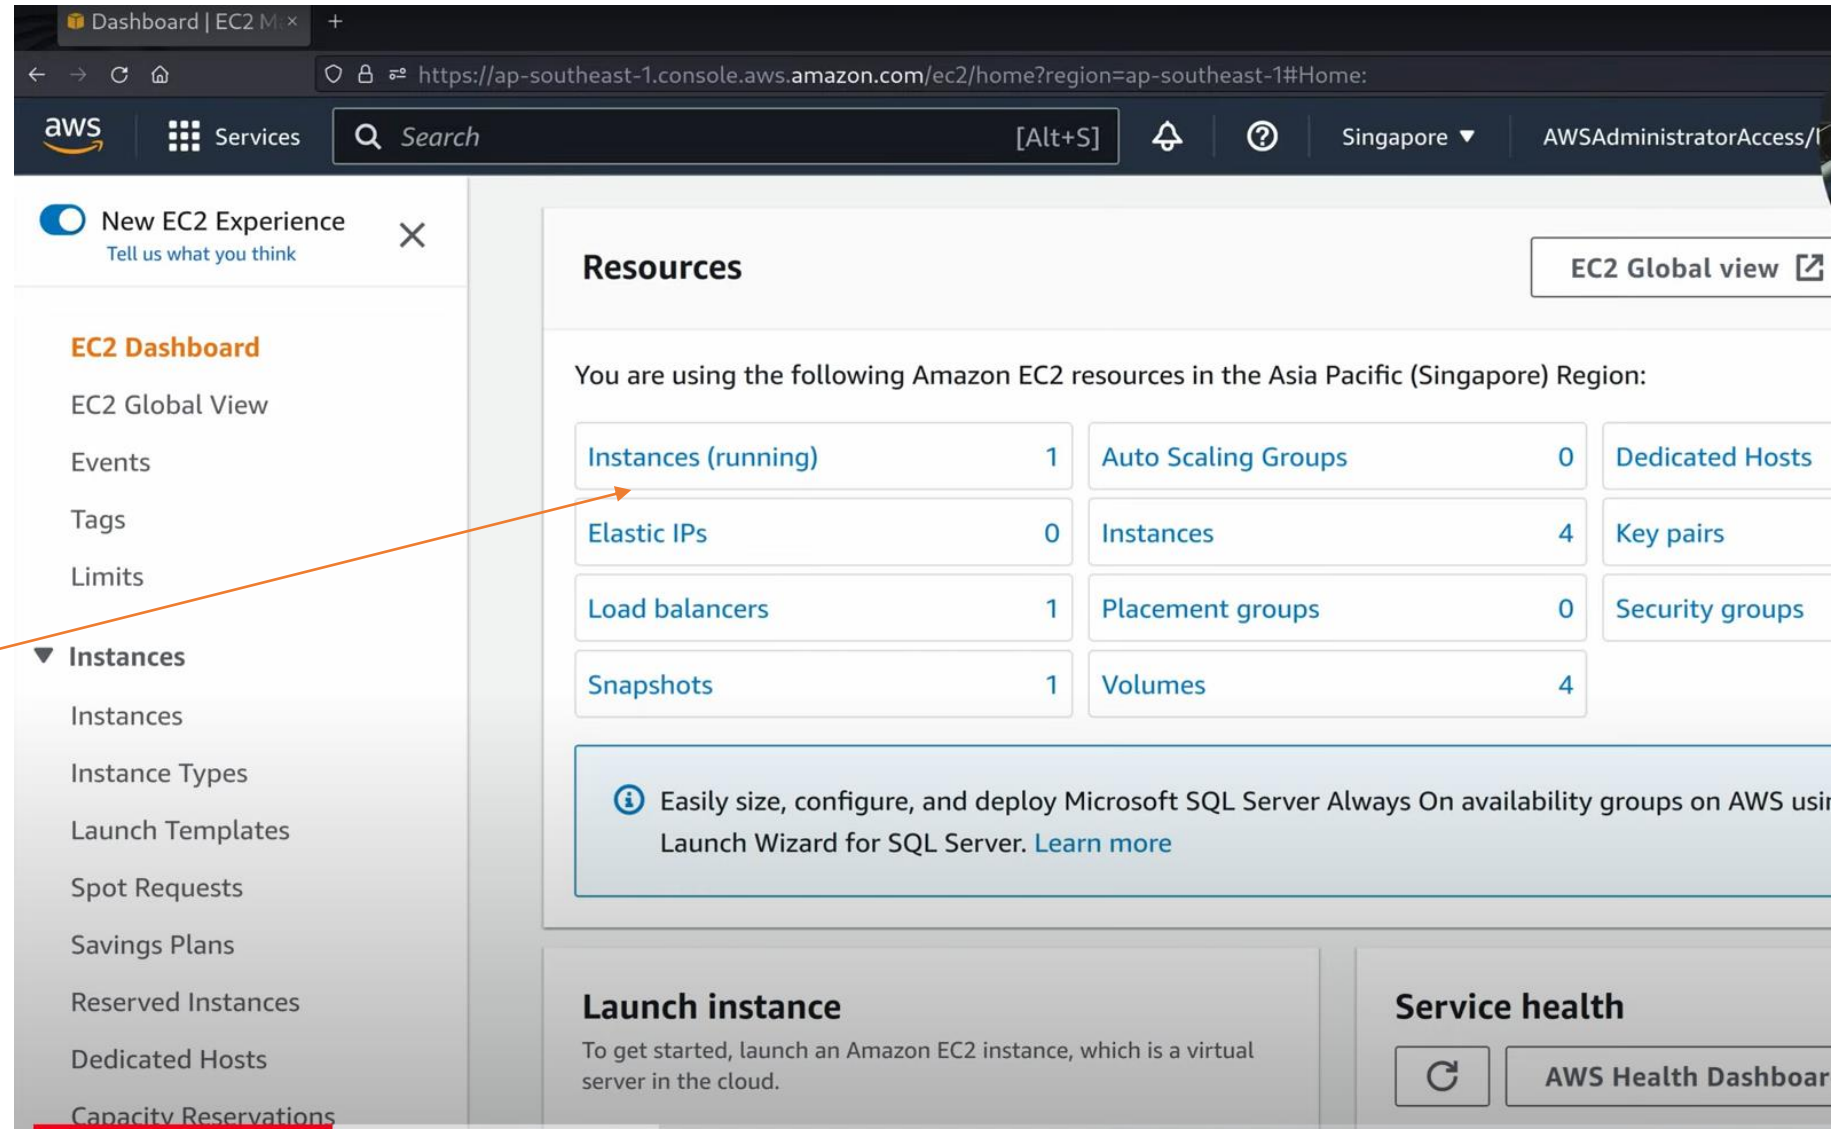 Dashboard | EC2 M
https://ap-southeast-1.console.aws.amazon.com/ec2/home?region=ap-southeast-1#Home:
aws
Services
Search
[Alt+S]
Singapore
AWSAdministratorAccess/
New EC2 Experience
Tell us what you think
EC2 Dashboard
EC2 Global View
Events
Tags
Limits
Instances
Instances
Instance Types
Launch Templates
Spot Requests
Savings Plans
Reserved Instances
Dedicated Hosts
Capacity Reservations
Resources
EC2 Global view
You are using the following Amazon EC2 resources in the Asia Pacific (Singapore) Region:
Instances (running) 1
Auto Scaling Groups 0
Dedicated Hosts
Elastic IPs 0
Instances 4
Key pairs
Load balancers 1
Placement groups 0
Security groups
Snapshots 1
Volumes 4
Easily size, configure, and deploy Microsoft SQL Server Always On availability groups on AWS usin
Launch Wizard for SQL Server. Learn more
Launch instance
To get started, launch an Amazon EC2 instance, which is a virtual
server in the cloud.
Service health
AWS Health Dashboar